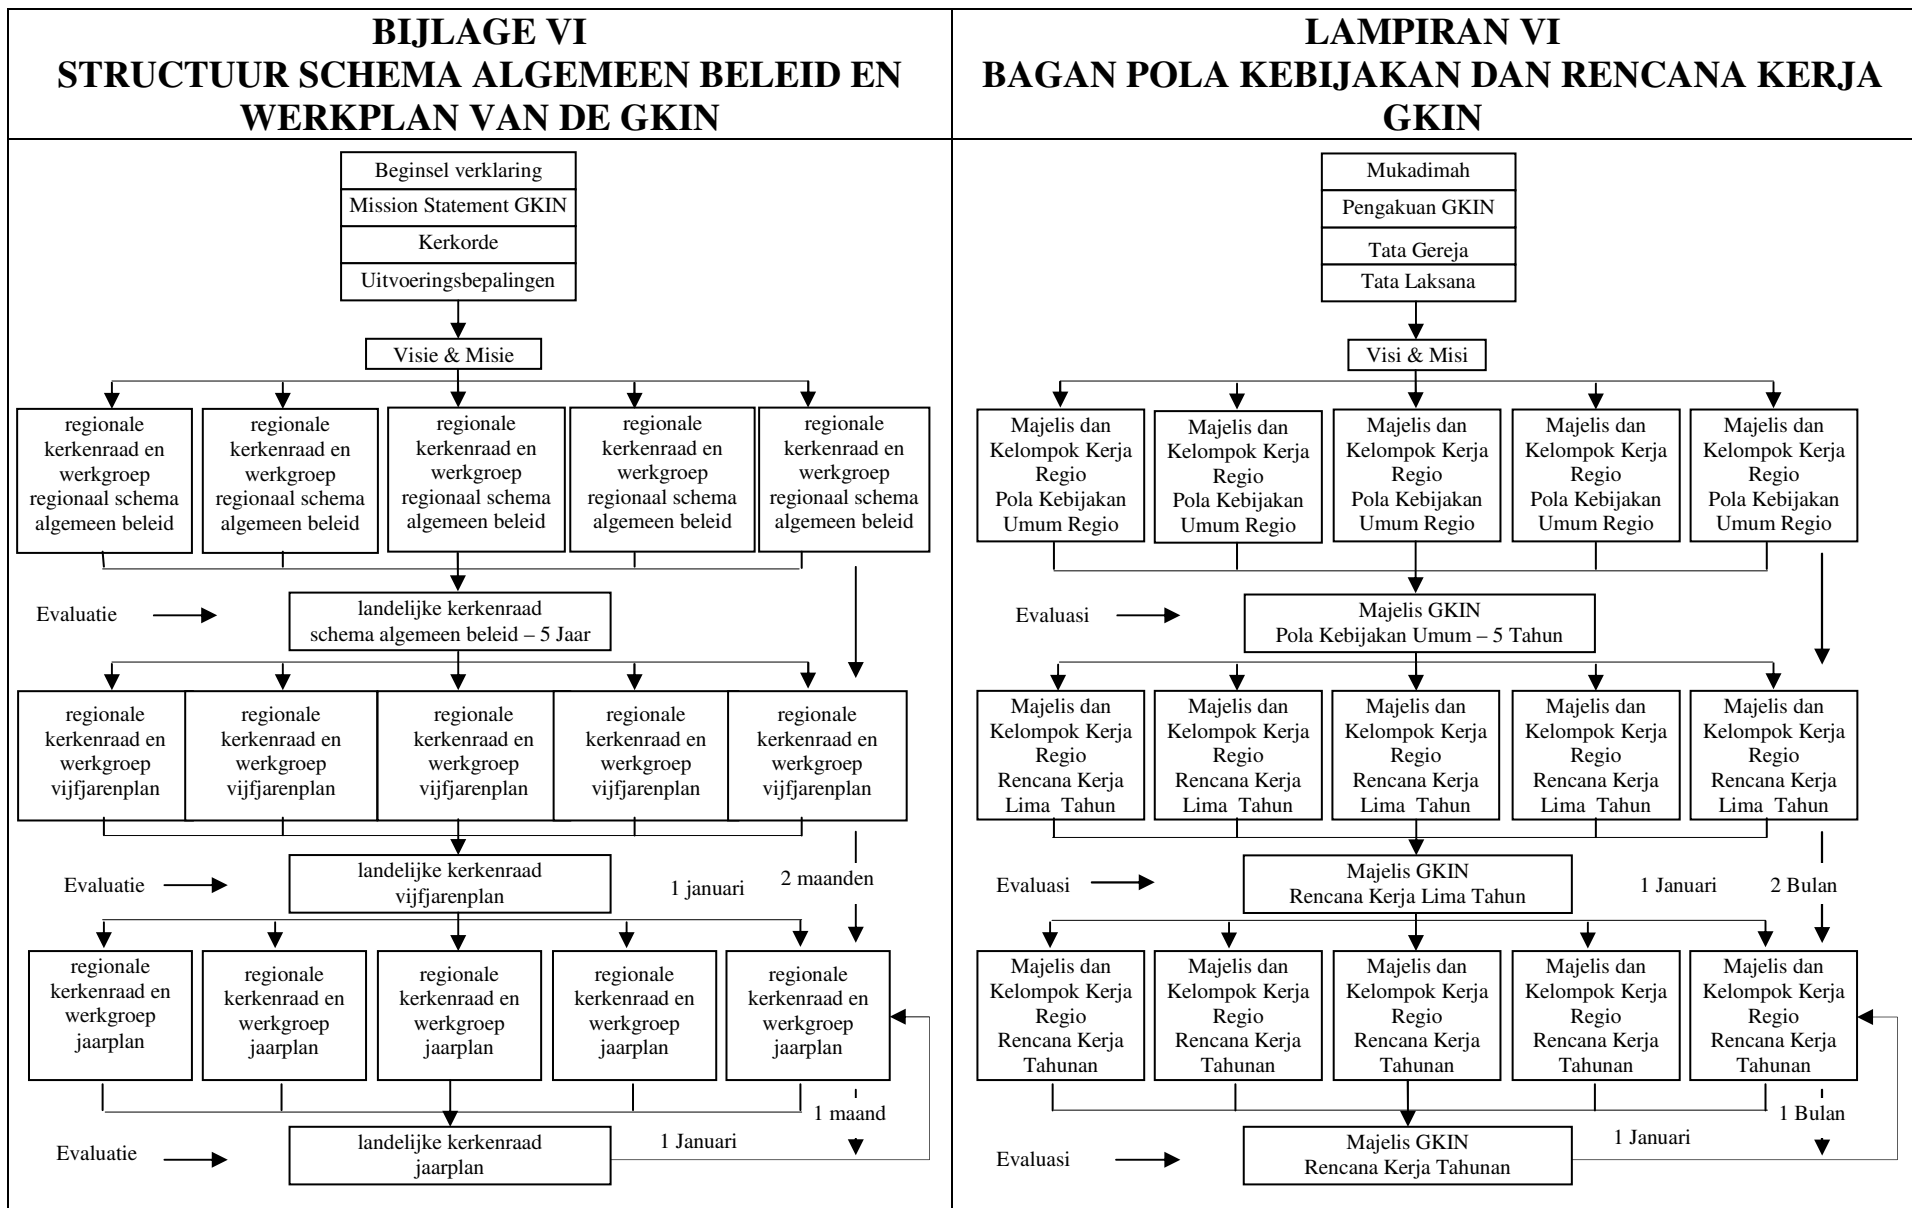 BIJLAGE VI
STRUCTUUR SCHEMA ALGEMEEN BELEID EN
WERKPLAN VAN DE GKIN
Beginsel verklaring
Mission Statement GKIN
Kerkorde
Uitvoeringsbepalingen
Visie & Misie
regionale
kerkenraad en
werkgroep
regionaal schema
algemeen beleid
regionale
kerkenraad en
werkgroep
regionaal schema
algemeen beleid
regionale
kerkenraad en
werkgroep
regionaal schema
algemeen beleid
regionale
kerkenraad en
werkgroep
regionaal schema
algemeen beleid
regionale
kerkenraad en
werkgroep
regionaal schema
algemeen beleid
Evaluatie
landelijke kerkenraad
schema algemeen beleid – 5 Jaar
regionale
kerkenraad en
werkgroep
vijfjarenplan
regionale
kerkenraad en
werkgroep
vijfjarenplan
regionale
kerkenraad en
werkgroep
vijfjarenplan
regionale
kerkenraad en
werkgroep
vijfjarenplan
regionale
kerkenraad en
werkgroep
vijfjarenplan
Evaluatie
landelijke kerkenraad
vijfjarenplan
1 januari
2 maanden
regionale
kerkenraad en
werkgroep
jaarplan
regionale
kerkenraad en
werkgroep
jaarplan
regionale
kerkenraad en
werkgroep
jaarplan
regionale
kerkenraad en
werkgroep
jaarplan
regionale
kerkenraad en
werkgroep
jaarplan
1 maand
Evaluatie
landelijke kerkenraad
jaarplan
1 Januari
LAMPIRAN VI
BAGAN POLA KEBIJAKAN DAN RENCANA KERJA
GKIN
Mukadimah
Pengakuan GKIN
Tata Gereja
Tata Laksana
Visi & Misi
Majelis dan
Kelompok Kerja
Regio
Pola Kebijakan
Umum Regio
Majelis dan
Kelompok Kerja
Regio
Pola Kebijakan
Umum Regio
Majelis dan
Kelompok Kerja
Regio
Pola Kebijakan
Umum Regio
Majelis dan
Kelompok Kerja
Regio
Pola Kebijakan
Umum Regio
Majelis dan
Kelompok Kerja
Regio
Pola Kebijakan
Umum Regio
Evaluasi
Majelis GKIN
Pola Kebijakan Umum – 5 Tahun
Majelis dan
Kelompok Kerja
Regio
Rencana Kerja
Lima Tahun
Majelis dan
Kelompok Kerja
Regio
Rencana Kerja
Lima Tahun
Majelis dan
Kelompok Kerja
Regio
Rencana Kerja
Lima Tahun
Majelis dan
Kelompok Kerja
Regio
Rencana Kerja
Lima Tahun
Majelis dan
Kelompok Kerja
Regio
Rencana Kerja
Lima Tahun
Evaluasi
Majelis GKIN
Rencana Kerja Lima Tahun
1 Januari
2 Bulan
Majelis dan
Kelompok Kerja
Regio
Rencana Kerja
Tahunan
Majelis dan
Kelompok Kerja
Regio
Rencana Kerja
Tahunan
Majelis dan
Kelompok Kerja
Regio
Rencana Kerja
Tahunan
Majelis dan
Kelompok Kerja
Regio
Rencana Kerja
Tahunan
Majelis dan
Kelompok Kerja
Regio
Rencana Kerja
Tahunan
1 Bulan
Evaluasi
Majelis GKIN
Rencana Kerja Tahunan
1 Januari